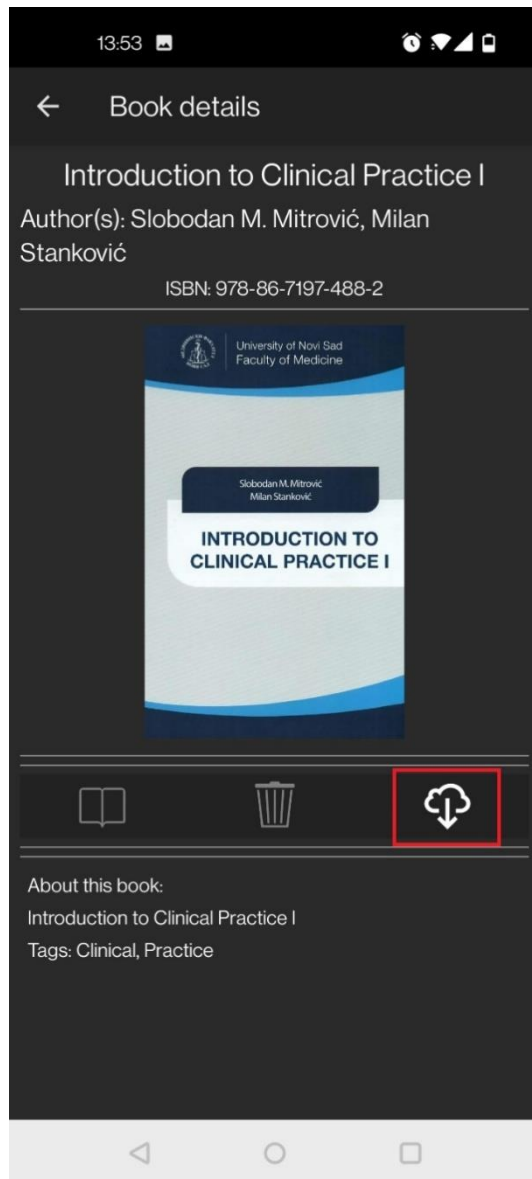 13:53
Book details
Introduction to Clinical Practice I
Author(s): Slobodan M. Mitrović, Milan
Stanković
ISBN: 978-86-7197-488-2
University of Novi Sad
Faculty of Medicine
Slobodan M. Mitrović
Milan Stanković
INTRODUCTION TO
CLINICAL PRACTICE I
About this book:
Introduction to Clinical Practice I
Tags: Clinical, Practice